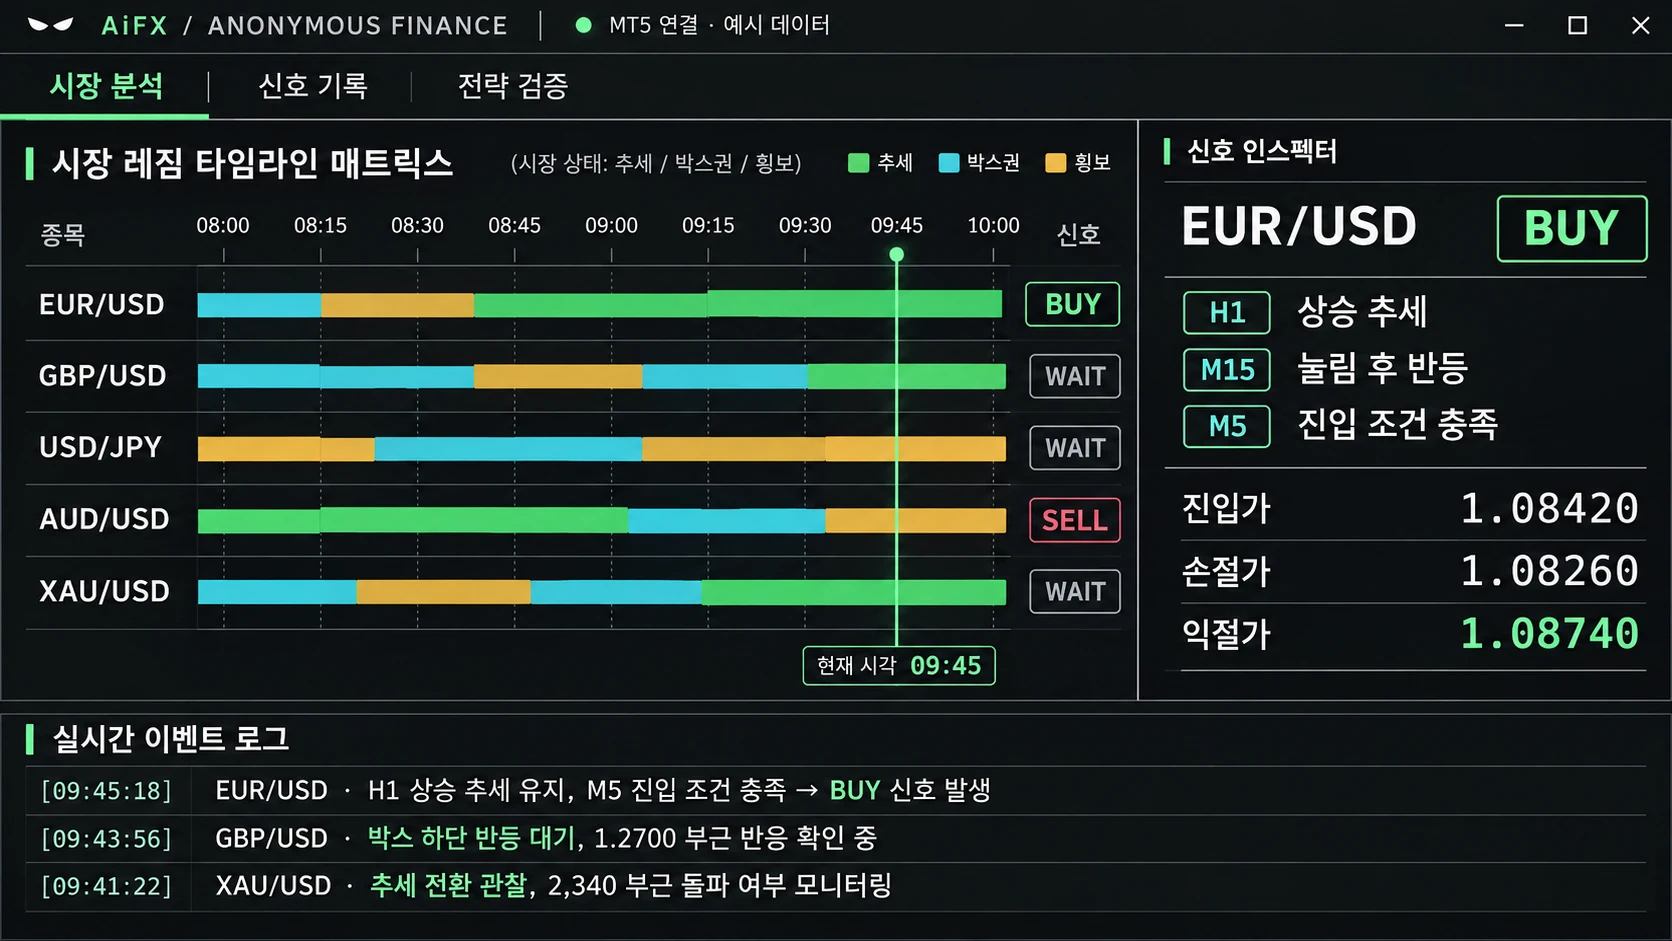 AiFX / ANONYMOUS FINANCE MT5 연결 · 예시 데이터
시장 분석 신호 기록 전략 검증
시장 레짐 타임라인 매트릭스 (시장 상태: 추세 / 박스권 / 횡보) 추세 박스권 횡보
종목 08:00 08:15 08:30 08:45 09:00 09:15 09:30 09:45 10:00 신호
EUR/USD BUY
GBP/USD WAIT
USD/JPY WAIT
AUD/USD SELL
XAU/USD WAIT
현재 시각 09:45
신호 인스펙터
EUR/USD BUY
H1 상승 추세
M15 눌림 후 반등
M5 진입 조건 충족
진입가 1.08420
손절가 1.08260
익절가 1.08740
실시간 이벤트 로그
[09:45:18] EUR/USD · H1 상승 추세 유지, M5 진입 조건 충족 → BUY 신호 발생
[09:43:56] GBP/USD · 박스 하단 반등 대기, 1.2700 부근 반응 확인 중
[09:41:22] XAU/USD · 추세 전환 관찰, 2,340 부근 돌파 여부 모니터링